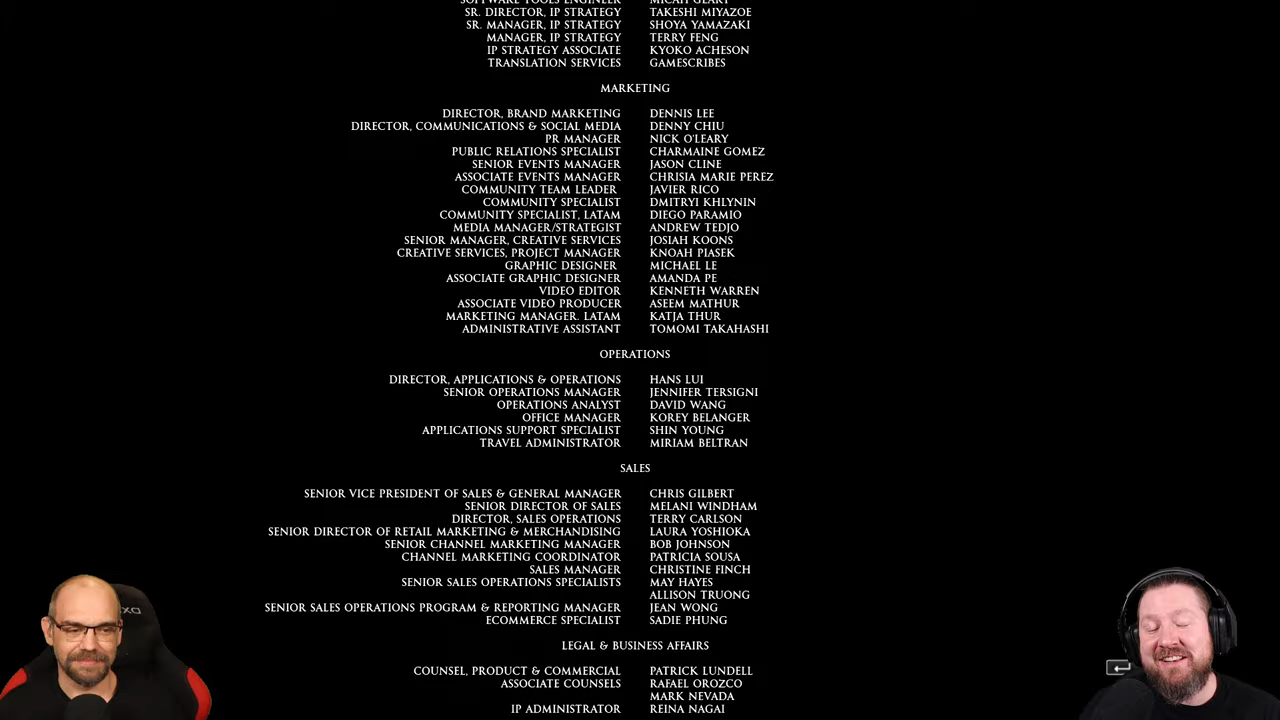 SR. DIRECTOR, IP STRATEGY TAKESHI MIYAZOE
SR. MANAGER, IP STRATEGY SHOYA YAMAZAKI
MANAGER, IP STRATEGY TERRY FENG
IP STRATEGY ASSOCIATE KYOKO ACHESON
TRANSLATION SERVICES GAMESCRIBES
MARKETING
DIRECTOR, BRAND MARKETING DENNIS LEE
DIRECTOR, COMMUNICATIONS & SOCIAL MEDIA DENNY CHIU
PR MANAGER NICK O'LEARY
PUBLIC RELATIONS SPECIALIST CHARMAINE GOMEZ
SENIOR EVENTS MANAGER JASON CLINE
ASSOCIATE EVENTS MANAGER CHRISIA MARIE PEREZ
COMMUNITY TEAM LEADER JAVIER RICO
COMMUNITY SPECIALIST DMITRYI KHLYNIN
COMMUNITY SPECIALIST, LATAM DIEGO PARAMIO
MEDIA MANAGER/STRATEGIST ANDREW TEDJO
SENIOR MANAGER, CREATIVE SERVICES JOSIAH KOONS
CREATIVE SERVICES, PROJECT MANAGER KNOAH PIASEK
GRAPHIC DESIGNER MICHAEL LE
ASSOCIATE GRAPHIC DESIGNER AMANDA PE
VIDEO EDITOR KENNETH WARREN
ASSOCIATE VIDEO PRODUCER ASEEM MATHUR
MARKETING MANAGER. LATAM KATJA THUR
ADMINISTRATIVE ASSISTANT TOMOMI TAKAHASHI
OPERATIONS
DIRECTOR, APPLICATIONS & OPERATIONS HANS LUI
SENIOR OPERATIONS MANAGER JENNIFER TERSIGNI
OPERATIONS ANALYST DAVID WANG
OFFICE MANAGER KOREY BELANGER
APPLICATIONS SUPPORT SPECIALIST SHIN YOUNG
TRAVEL ADMINISTRATOR MIRIAM BELTRAN
SALES
SENIOR VICE PRESIDENT OF SALES & GENERAL MANAGER CHRIS GILBERT
SENIOR DIRECTOR OF SALES MELANI WINDHAM
DIRECTOR, SALES OPERATIONS TERRY CARLSON
SENIOR DIRECTOR OF RETAIL MARKETING & MERCHANDISING LAURA YOSHIOKA
SENIOR CHANNEL MARKETING MANAGER BOB JOHNSON
CHANNEL MARKETING COORDINATOR PATRICIA SOUSA
SALES MANAGER CHRISTINE FINCH
SENIOR SALES OPERATIONS SPECIALISTS MAY HAYES
ALLISON TRUONG
SENIOR SALES OPERATIONS PROGRAM & REPORTING MANAGER JEAN WONG
ECOMMERCE SPECIALIST SADIE PHUNG
LEGAL & BUSINESS AFFAIRS
COUNSEL, PRODUCT & COMMERCIAL PATRICK LUNDELL
ASSOCIATE COUNSELS RAFAEL OROZCO
MARK NEVADA
IP ADMINISTRATOR REINA NAGAI